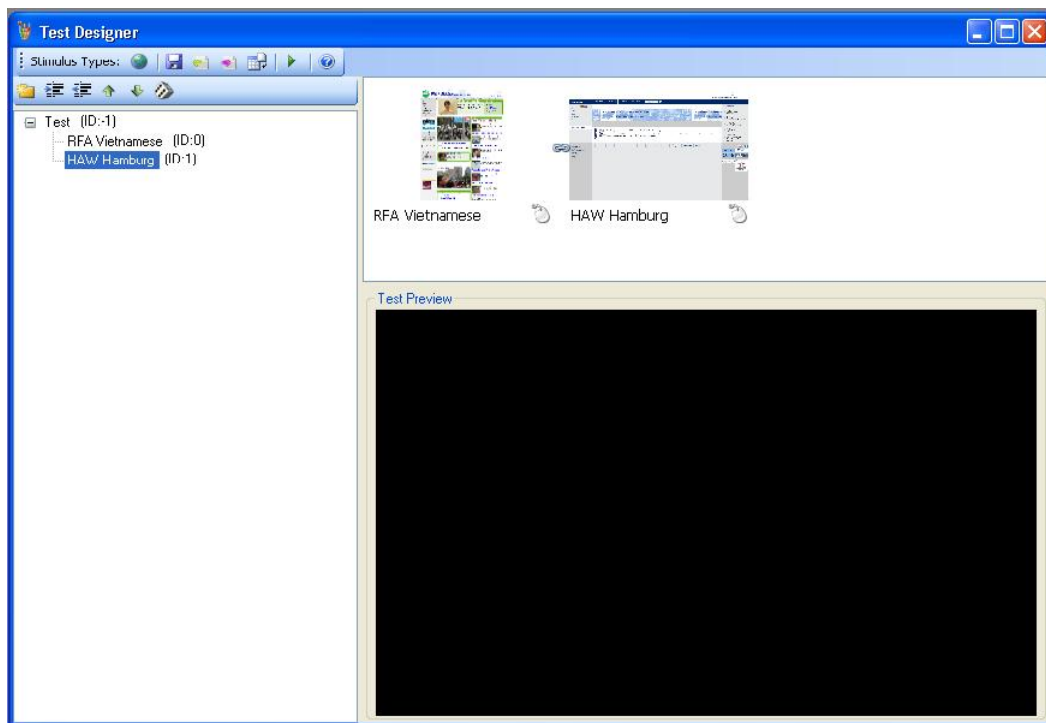 Test Designer
Stimulus Types:
Test (ID:-1)
RFA Vietnamese (ID:0)
HAW Hamburg (ID:1)
RFA Vietnamese
HAW Hamburg
Test Preview